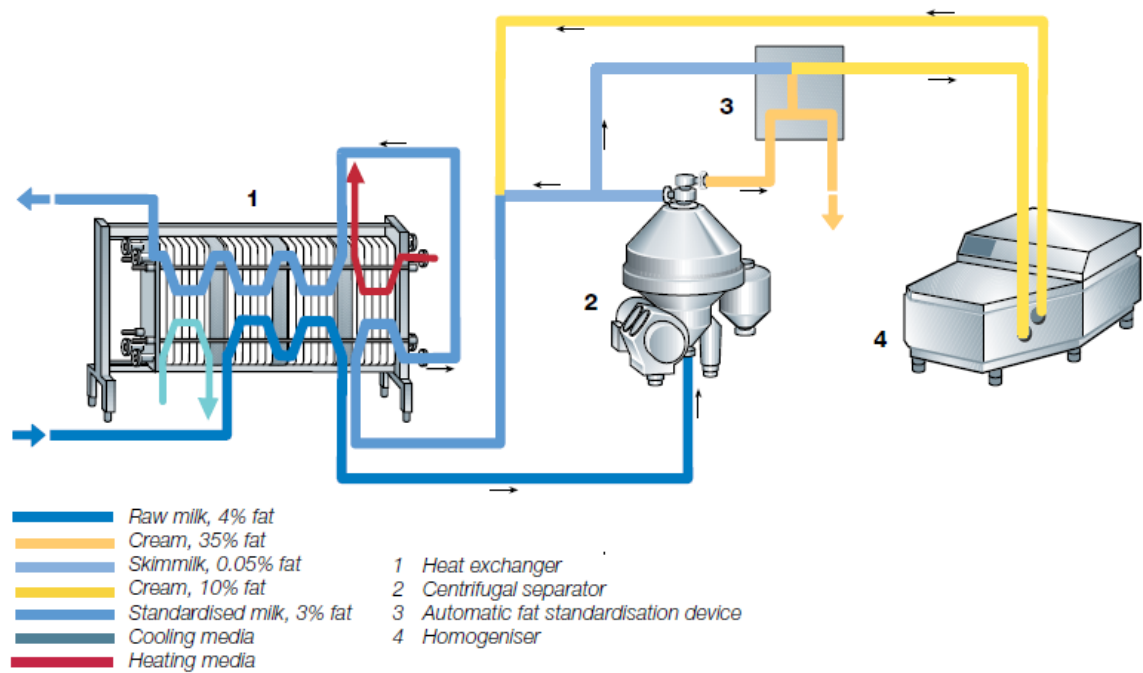 3
1
2
4
Raw milk, 4% fat
Cream, 35% fat
Skimmilk, 0.05% fat
Cream, 10% fat
Standardised milk, 3% fat
Cooling media
Heating media
1 Heat exchanger
2 Centrifugal separator
3 Automatic fat standardisation device
4 Homogeniser